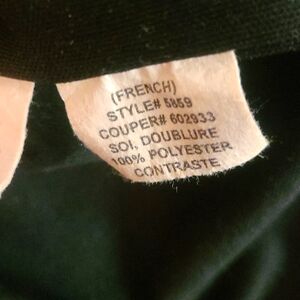 (FRENCH)
STYLE# 5859
COUPER# 602933
SOI, DOUBLURE
100% POLYESTER
CONTRASTE